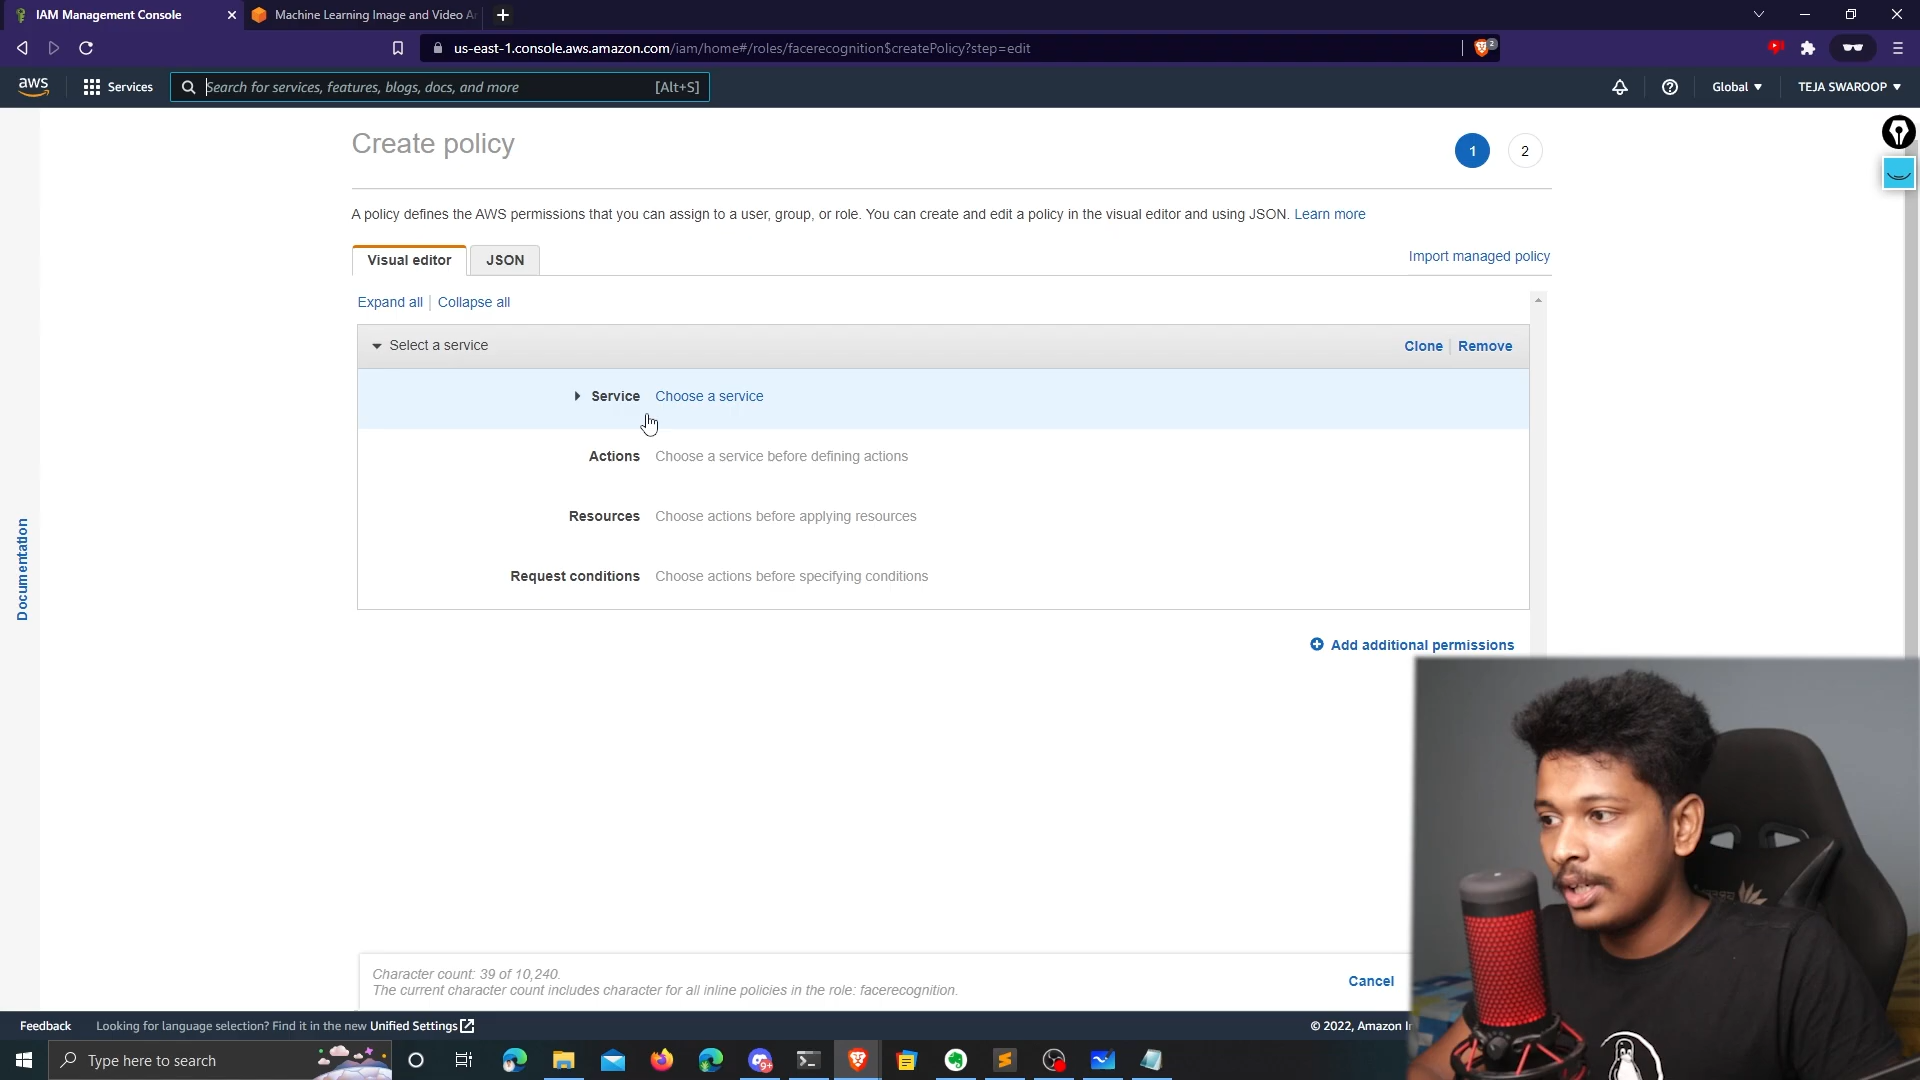 IAM Management Console
Machine Learning Image and Video A
us-east-1.console.aws.amazon.com/iam/home#/roles/facerecognition$createPolicy?step=edit
2
aws
Services
Search for services, features, blogs, docs, and more
[Alt+S]
Global
TEJA SWAROOP
Create policy
1
2
A policy defines the AWS permissions that you can assign to a user, group, or role. You can create and edit a policy in the visual editor and using JSON. Learn more
Visual editor
JSON
Import managed policy
Expand all
Collapse all
Select a service
Clone
Remove
Service Choose a service
Actions Choose a service before defining actions
Resources Choose actions before applying resources
Request conditions Choose actions before specifying conditions
Documentation
Add additional permissions
Character count: 39 of 10,240.
The current character count includes character for all inline policies in the role: facerecognition.
Cancel
Feedback
Looking for language selection? Find it in the new Unified Settings
© 2022, Amazon
Type here to search
9+